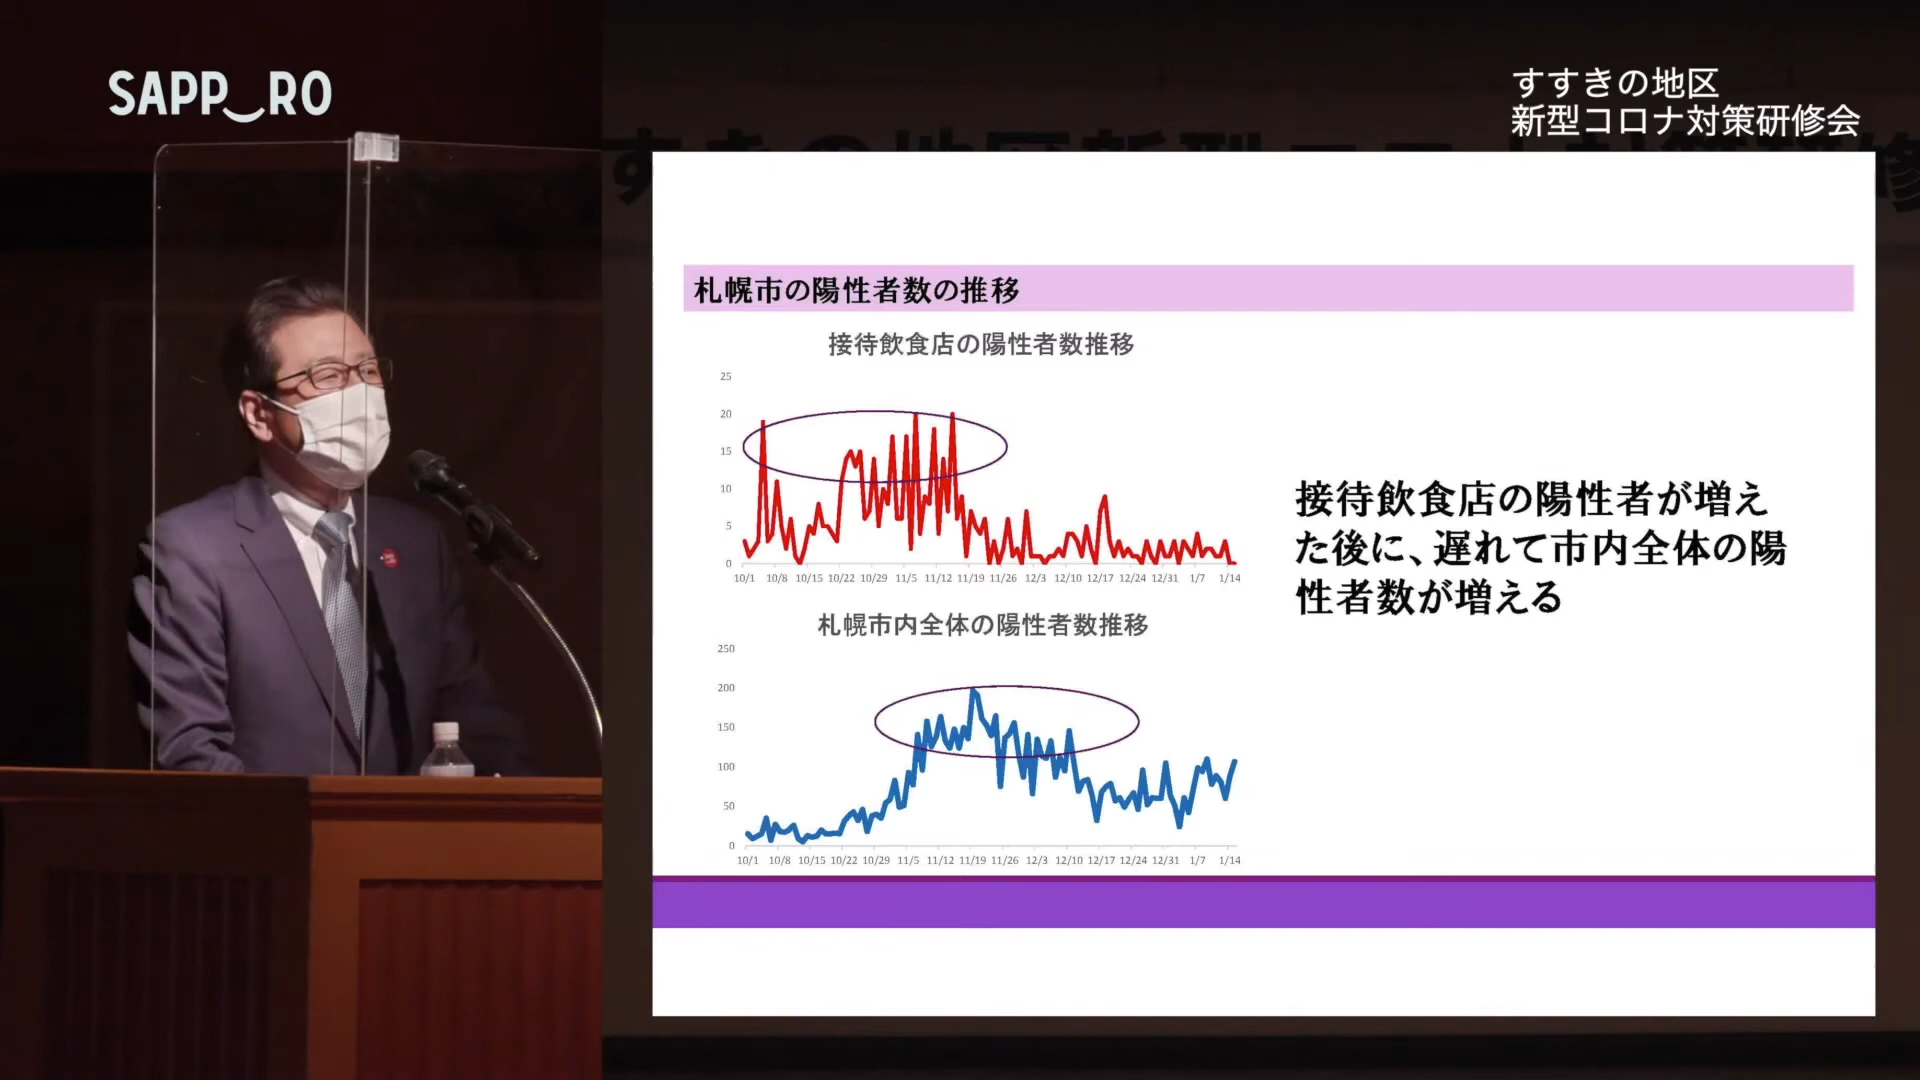 SAPP‿RO
すすきの地区
新型コロナ対策研修会
札幌市の陽性者数の推移
接待飲食店の陽性者数推移
25
20
15
10
5
0
10/1 10/8 10/15 10/22 10/29 11/5 11/12 11/19 11/26 12/3 12/10 12/17 12/24 12/31 1/7 1/14
接待飲食店の陽性者が増え
た後に、遅れて市内全体の陽
性者数が増える
札幌市内全体の陽性者数推移
250
200
150
100
50
0
10/1 10/8 10/15 10/22 10/29 11/5 11/12 11/19 11/26 12/3 12/10 12/17 12/24 12/31 1/7 1/14